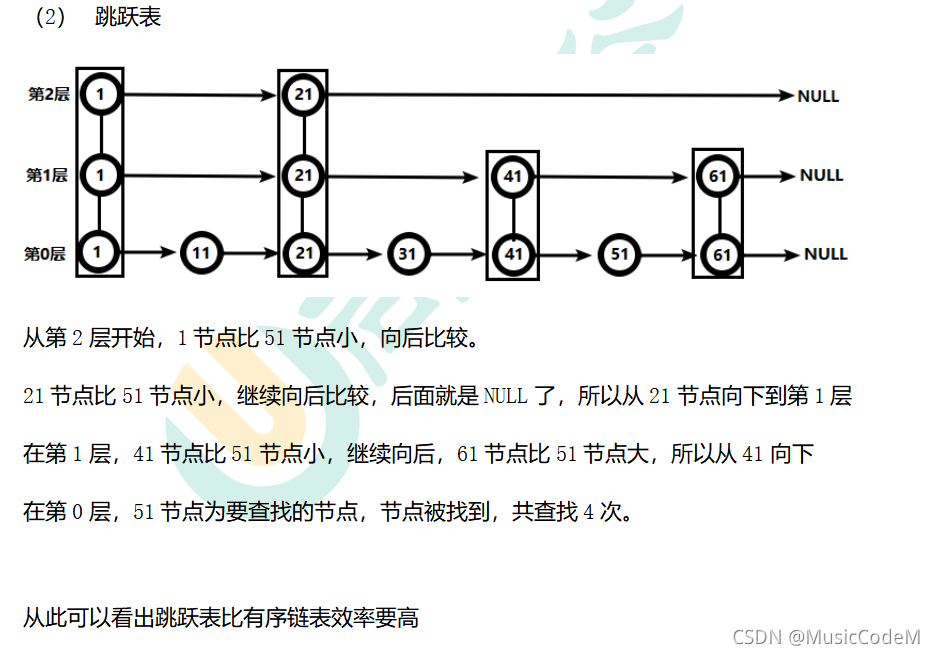 （2） 跳跃表
第2层 1 21 NULL
第1层 1 21 41 61 NULL
第0层 1 11 21 31 41 51 61 NULL
从第 2 层开始，1 节点比 51 节点小，向后比较。
21 节点比 51 节点小，继续向后比较，后面就是 NULL 了，所以从 21 节点向下到第 1 层
在第 1 层，41 节点比 51 节点小，继续向后，61 节点比 51 节点大，所以从 41 向下
在第 0 层，51 节点为要查找的节点，节点被找到，共查找 4 次。
从此可以看出跳跃表比有序链表效率要高
CSDN @MusicCodeM